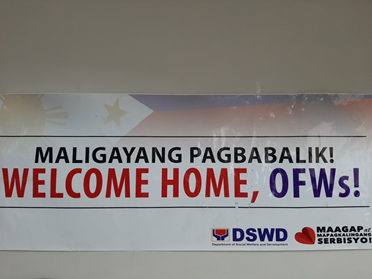 MALIGAYANG PAGBABALIK!
WELCOME HOME, OFWs!
DSWD
Department of Social Welfare and Development
MAAGAP at
MAPAGKALINGANG
SERBISYO!